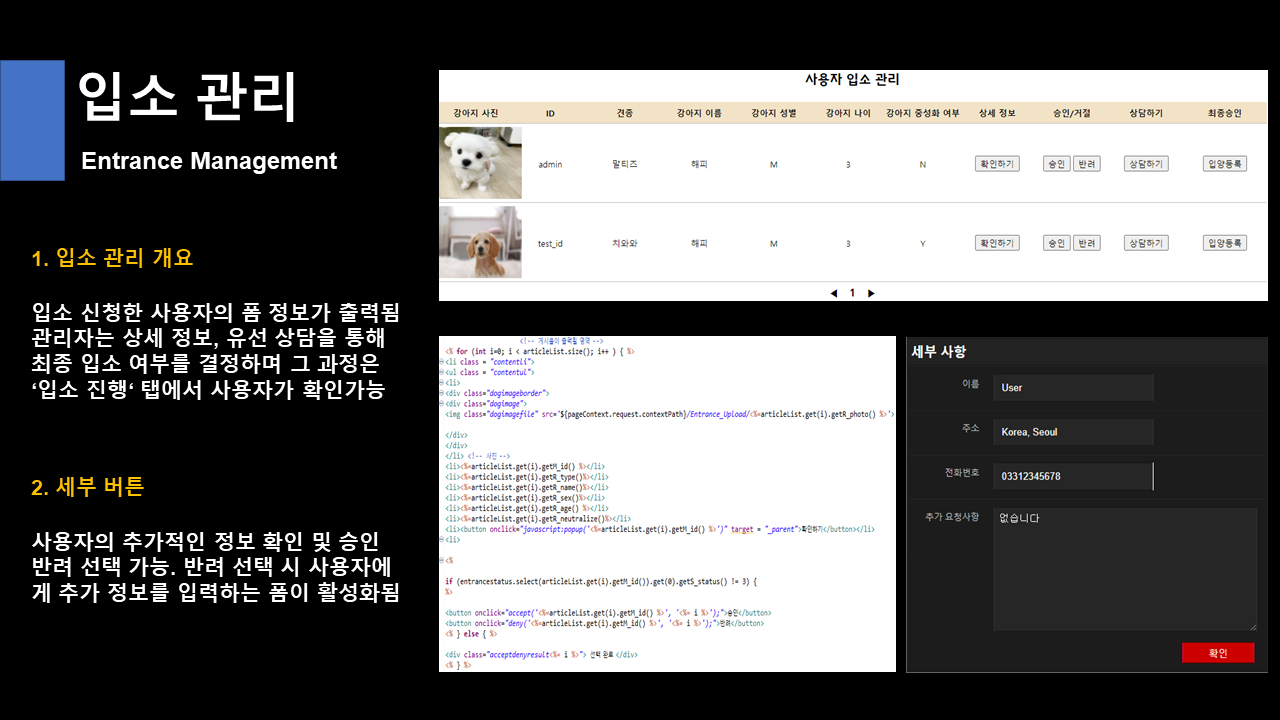 입소 관리
Entrance Management
1. 입소 관리 개요
입소 신청한 사용자의 폼 정보가 출력됨
관리자는 상세 정보, 유선 상담을 통해
최종 입소 여부를 결정하며 그 과정은
‘입소 진행‘ 탭에서 사용자가 확인가능
2. 세부 버튼
사용자의 추가적인 정보 확인 및 승인
반려 선택 가능. 반려 선택 시 사용자에
게 추가 정보를 입력하는 폼이 활성화됨
사용자 입소 관리
강아지 사진 ID 견종 강아지 이름 강아지 성별 강아지 나이 강아지 중성화 여부 상세 정보 승인/거절 상담하기 최종승인
admin 말티즈 해피 M 3 N 확인하기 승인 반려 상담하기 입양등록
test_id 치와와 해피 M 3 Y 확인하기 승인 반려 상담하기 입양등록
◀ 1 ▶
<!-- 게시물이 출력될 영역 -->
<% for (int i=0; i < articleList.size(); i++ ) { %>
<li class = "contentli">
<ul class = "contentul">
<li>
<div class="dogimageborder">
<div class="dogimage">
<img class="dogimagefile" src='${pageContext.request.contextPath}/Entrance_Upload/<%=articleList.get(i).getR_photo() %>'>
</div>
</div>
</li> <!-- 사진 -->
<li><%=articleList.get(i).getM_id() %></li>
<li><%=articleList.get(i).getR_type()%></li>
<li><%=articleList.get(i).getR_name()%></li>
<li><%=articleList.get(i).getR_sex()%></li>
<li><%=articleList.get(i).getR_age() %></li>
<li><%=articleList.get(i).getR_neutralize()%></li>
<li><button onclick="javascript:popup('<%=articleList.get(i).getM_id() %>')" target = "_parent">확인하기</button></li>
<li>
<%
if (entrancestatus.select(articleList.get(i).getM_id()).get(0).getS_status() != 3) {
%>
<button onclick="accept('<%=articleList.get(i).getM_id() %>', '<%= i %>');">승인</button>
<button onclick="deny('<%=articleList.get(i).getM_id() %>', '<%= i %>');">반려</button>
<% } else { %>
<div class="acceptdenyresult<%= i %>"> 선택 완료 </div>
<% } %>
세부 사항
이름 User
주소 Korea, Seoul
전화번호 03312345678
추가 요청사항 없습니다
확인